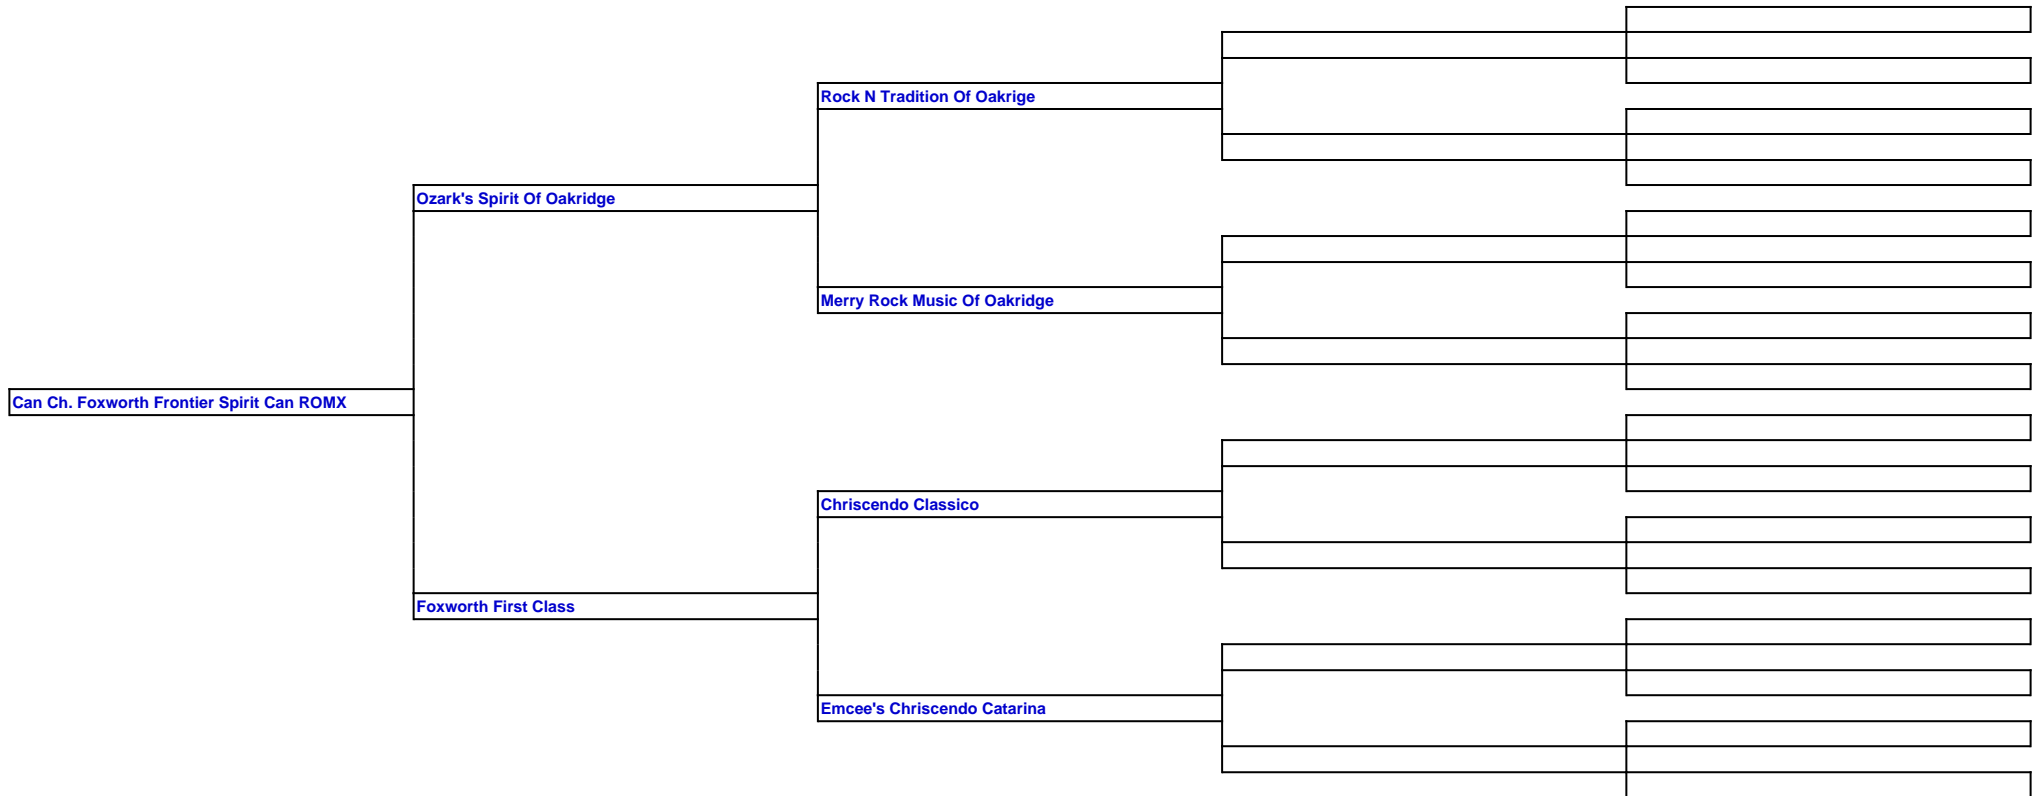 Rock N Tradition Of Oakrige
Ozark's Spirit Of Oakridge
Merry Rock Music Of Oakridge
Can Ch. Foxworth Frontier Spirit Can ROMX
Chriscendo Classico
Foxworth First Class
Emcee's Chriscendo Catarina